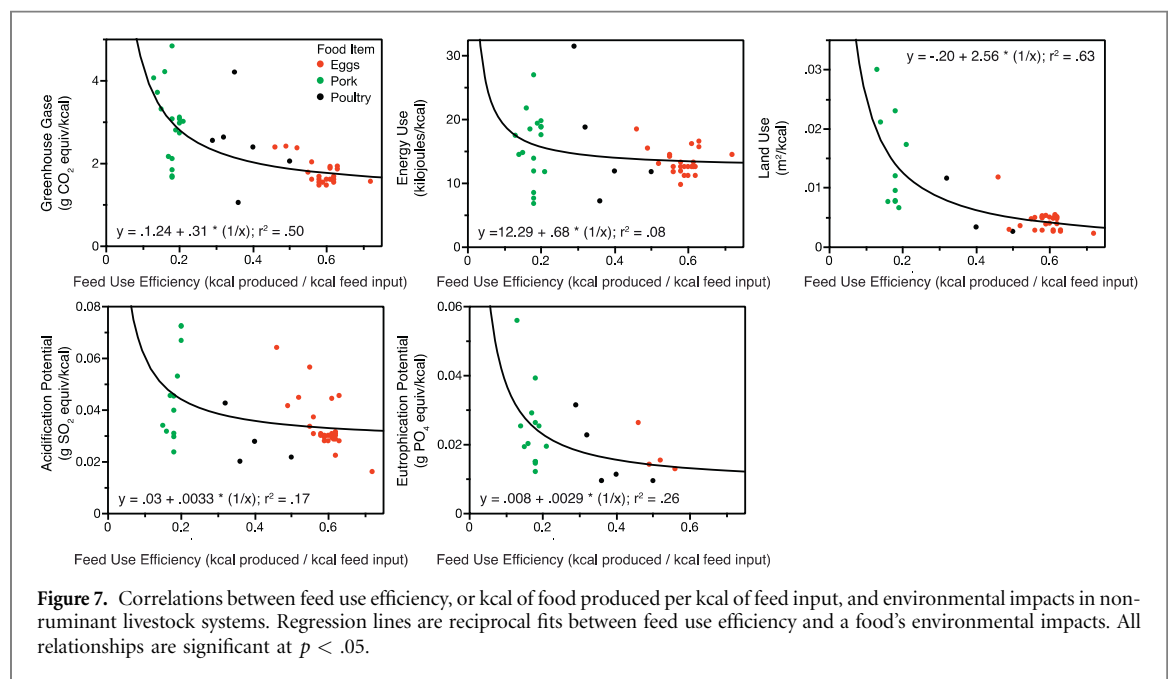 Food Item
Eggs
Pork
Poultry
Greenhouse Gase
(g CO2 equiv/kcal)
4
2
0
0
0.2
0.4
0.6
y = .1.24 + .31 * (1/x); r2 = .50
Feed Use Efficiency (kcal produced / kcal feed input)
Energy Use
(kilojoules/kcal)
30
20
10
0
0
0.2
0.4
0.6
y =12.29 + .68 * (1/x); r2 = .08
Feed Use Efficiency (kcal produced / kcal feed input)
Land Use
(m2/kcal)
.03
.02
.01
0
0
0.2
0.4
0.6
y = -.20 + 2.56 * (1/x); r2 = .63
Feed Use Efficiency (kcal produced / kcal feed input)
Acidification Potential
(g SO2 equiv/kcal)
0.08
0.06
0.04
0.02
0
0
0.2
0.4
0.6
y = .03 + .0033 * (1/x); r2 = .17
Feed Use Efficiency (kcal produced / kcal feed input)
Eutrophication Potential
(g PO4 equiv/kcal)
0.06
0.04
0.02
0
0
0.2
0.4
0.6
y = .008 + .0029 * (1/x); r2 = .26
Feed Use Efficiency (kcal produced / kcal feed input)
Figure 7. Correlations between feed use efficiency, or kcal of food produced per kcal of feed input, and environmental impacts in non-
ruminant livestock systems. Regression lines are reciprocal fits between feed use efficiency and a food's environmental impacts. All
relationships are significant at p < .05.